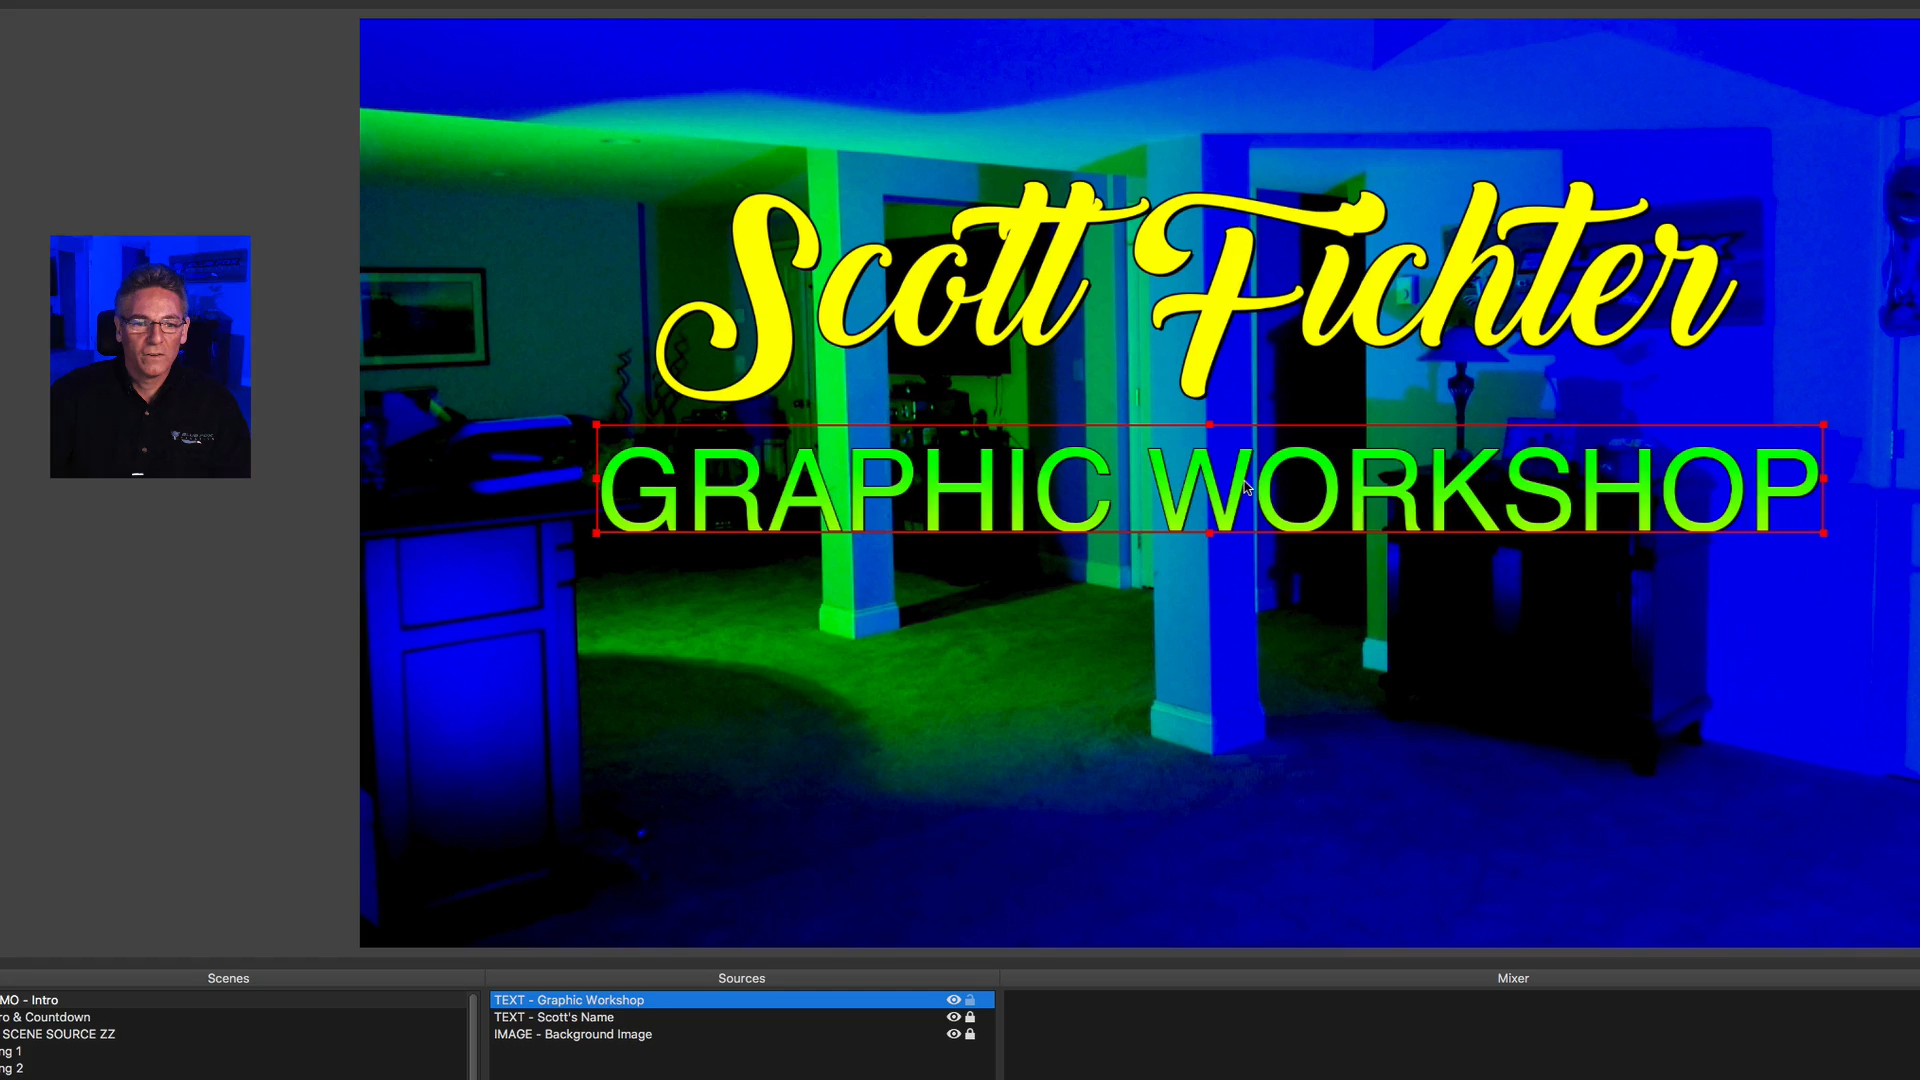 Scott Fichter
GRAPHIC WORKSHOP
Scenes
MO - Intro
ro & Countdown
SCENE SOURCE ZZ
ng 1
ng 2
Sources
TEXT - Graphic Workshop
TEXT - Scott's Name
IMAGE - Background Image
Mixer